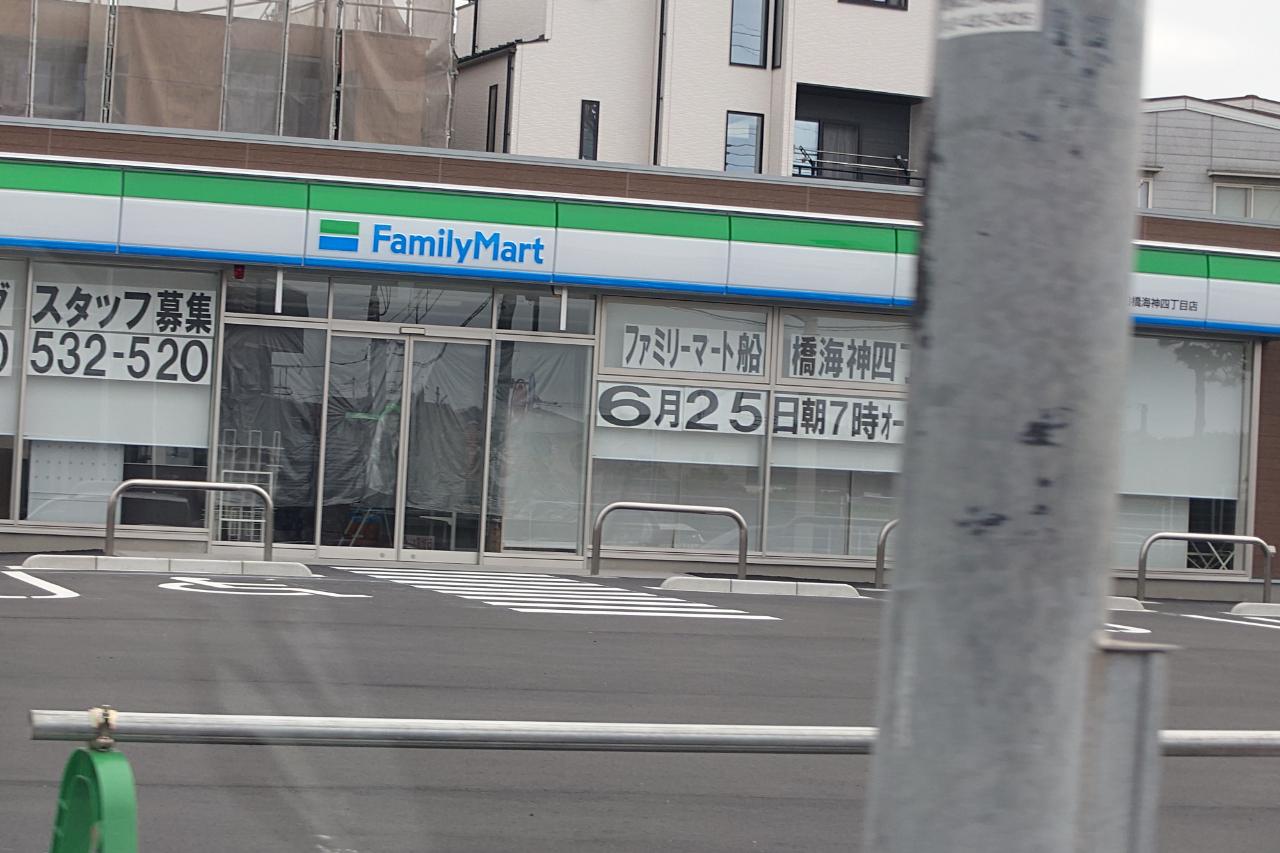 FamilyMart
橋海神四丁目店
スタッフ募集
532-520
ファミリーマート船 橋海神四
6月25日朝7時オー